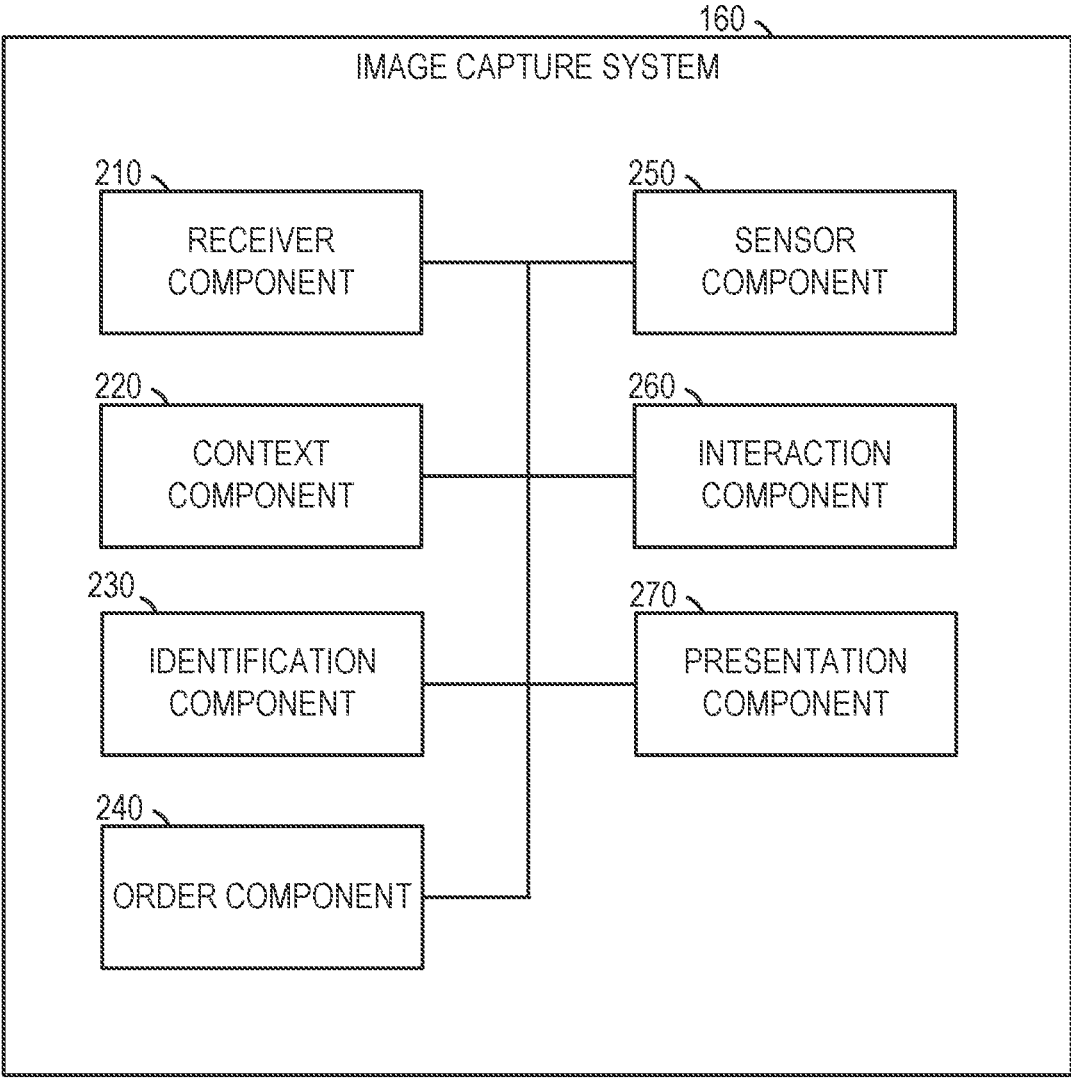 160
IMAGE CAPTURE SYSTEM
210
RECEIVER
COMPONENT
250
SENSOR
COMPONENT
220
CONTEXT
COMPONENT
260
INTERACTION
COMPONENT
230
IDENTIFICATION
COMPONENT
270
PRESENTATION
COMPONENT
240
ORDER COMPONENT